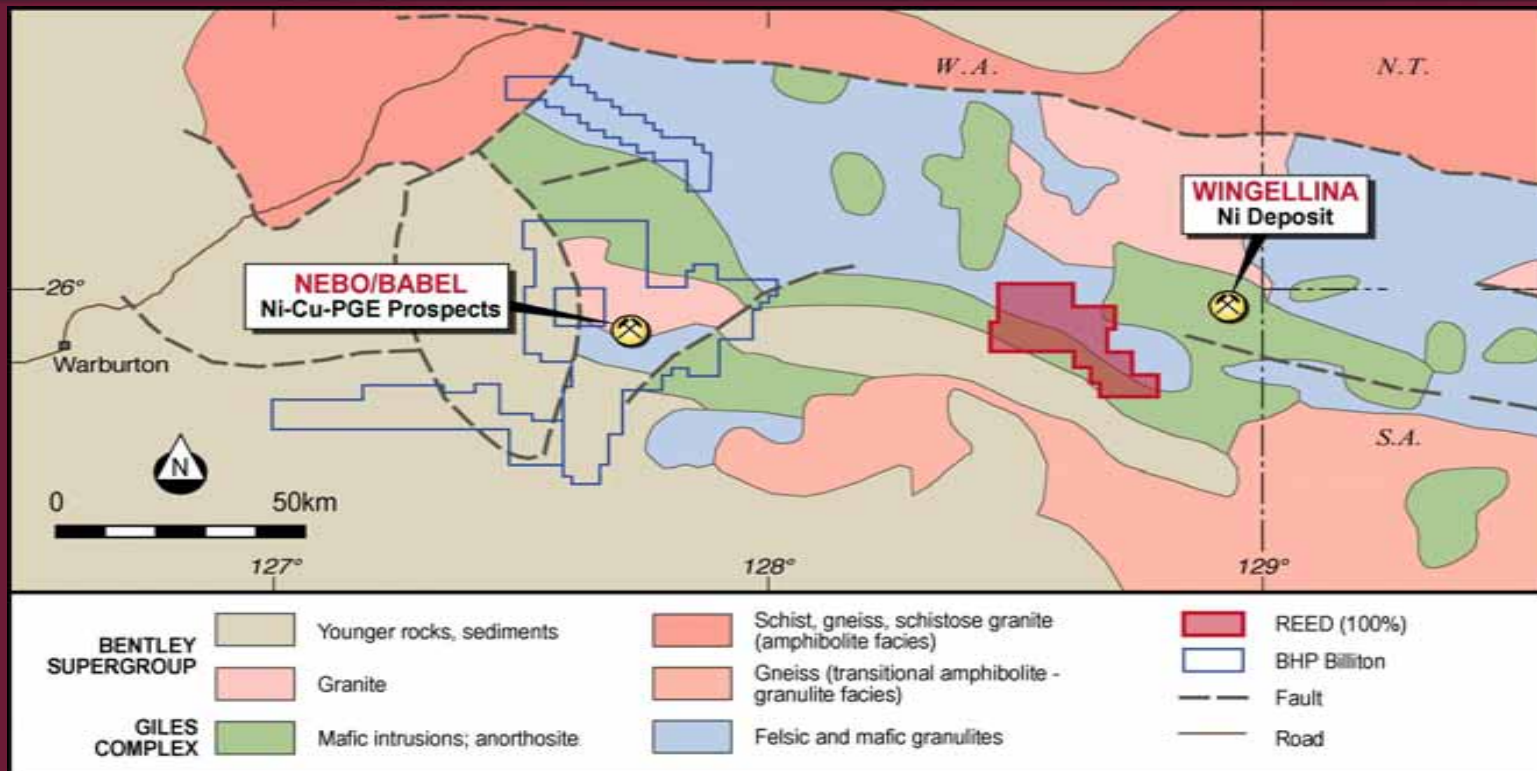 W.A.
N.T.
WINGELLINA
Ni Deposit
-26°
NEBO/BABEL
Ni-Cu-PGE Prospects
Warburton
S.A.
N
0 50km
127° 128° 129°
BENTLEY
SUPERGROUP
Younger rocks, sediments
Granite
GILES
COMPLEX
Mafic intrusions; anorthosite
Schist, gneiss, schistose granite
(amphibolite facies)
Gneiss (transitional amphibolite -
granulite facies)
Felsic and mafic granulites
REED (100%)
BHP Billiton
Fault
Road